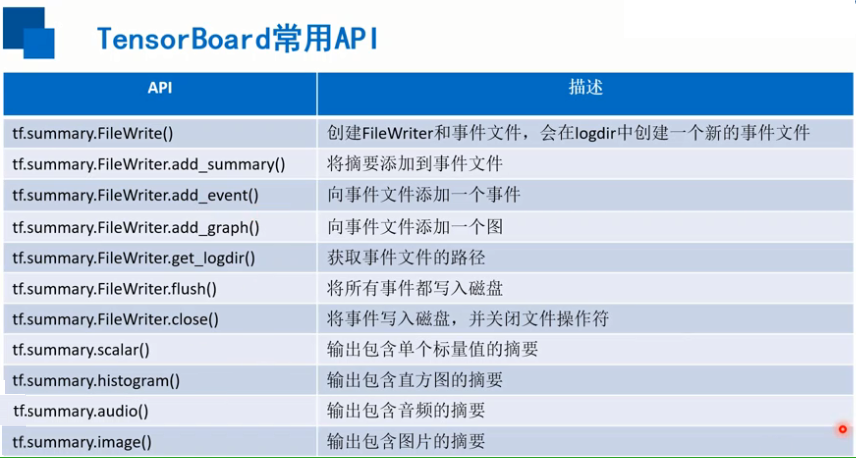 TensorBoard常用API
API 描述
tf.summary.FileWrite() 创建FileWriter和事件文件，会在logdir中创建一个新的事件文件
tf.summary.FileWriter.add_summary() 将摘要添加到事件文件
tf.summary.FileWriter.add_event() 向事件文件添加一个事件
tf.summary.FileWriter.add_graph() 向事件文件添加一个图
tf.summary.FileWriter.get_logdir() 获取事件文件的路径
tf.summary.FileWriter.flush() 将所有事件都写入磁盘
tf.summary.FileWriter.close() 将事件写入磁盘，并关闭文件操作符
tf.summary.scalar() 输出包含单个标量值的摘要
tf.summary.histogram() 输出包含直方图的摘要
tf.summary.audio() 输出包含音频的摘要
tf.summary.image() 输出包含图片的摘要